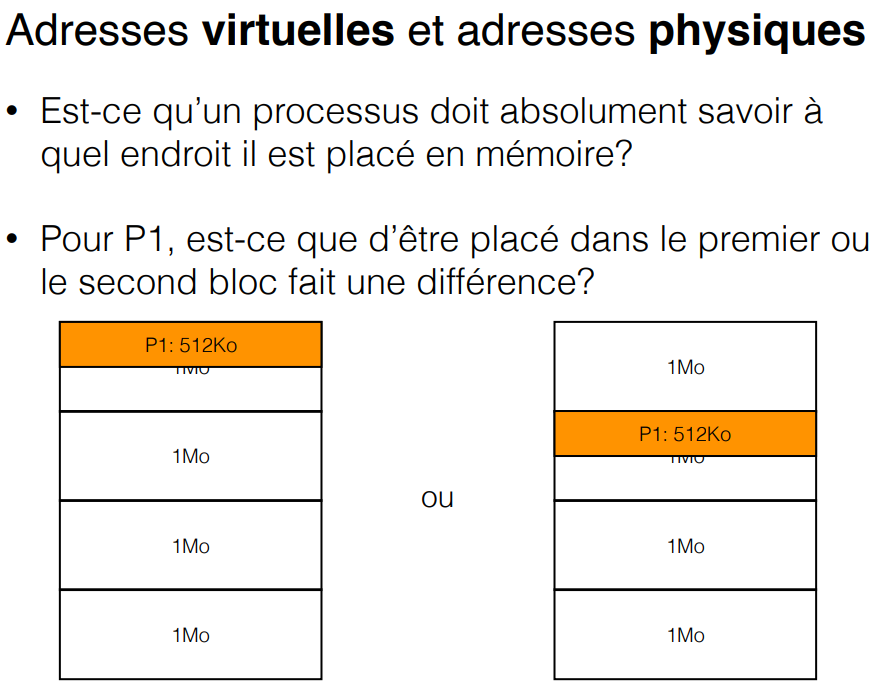 Adresses virtuelles et adresses physiques
• Est-ce qu'un processus doit absolument savoir à
quel endroit il est placé en mémoire?
• Pour P1, est-ce que d'être placé dans le premier ou
le second bloc fait une différence?
P1: 512Ko
1Mo
1Mo
1Mo
1Mo
ou
1Mo
P1: 512Ko
1Mo
1Mo
1Mo